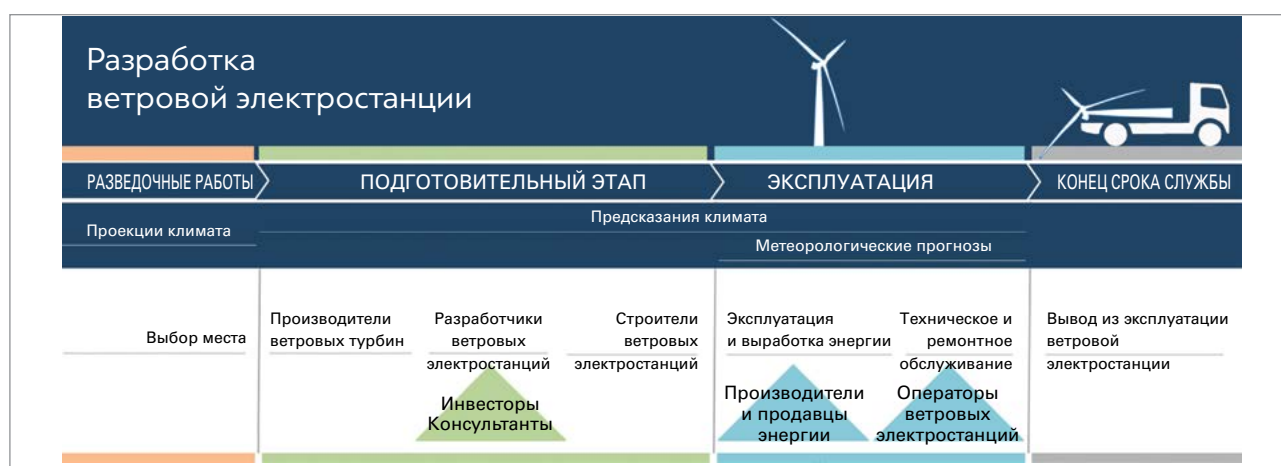 Разработка
ветровой электростанции
РАЗВЕДОЧНЫЕ РАБОТЫ
ПОДГОТОВИТЕЛЬНЫЙ ЭТАП
ЭКСПЛУАТАЦИЯ
КОНЕЦ СРОКА СЛУЖБЫ
Проекции климата
Предсказания климата
Метеорологические прогнозы
Выбор места
Производители
ветровых турбин
Разработчики
ветровых
электростанций
Инвесторы
Консультанты
Строители
ветровых
электростанций
Эксплуатация
и выработка энергии
Производители
и продавцы
энергии
Техническое и
ремонтное
обслуживание
Операторы
ветровых
электростанций
Вывод из эксплуатации
ветровой
электростанции